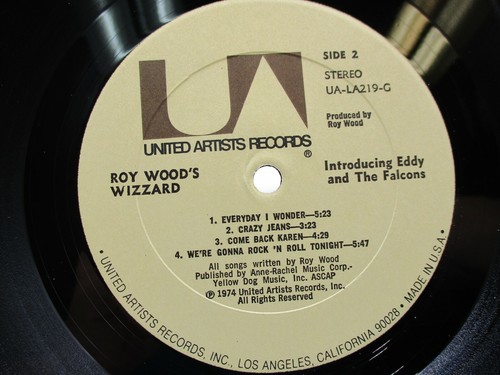 UA
UNITED ARTISTS RECORDS®
SIDE 2
STEREO
UA-LA219-G
Produced by
Roy Wood
ROY WOOD'S
WIZZARD
Introducing Eddy
and The Falcons
1. EVERYDAY I WONDER—5:23
2. CRAZY JEANS—3:23
3. COME BACK KAREN—4:29
4. WE'RE GONNA ROCK 'N ROLL TONIGHT—5:47
All songs written by Roy Wood
Published by Anne-Rachel Music Corp.-
Yellow Dog Music, Inc. ASCAP
℗1974 United Artists Records, Inc.
All Rights Reserved
• UNITED ARTISTS RECORDS, INC., LOS ANGELES, CALIFORNIA 90028 • MADE IN U.S.A. •